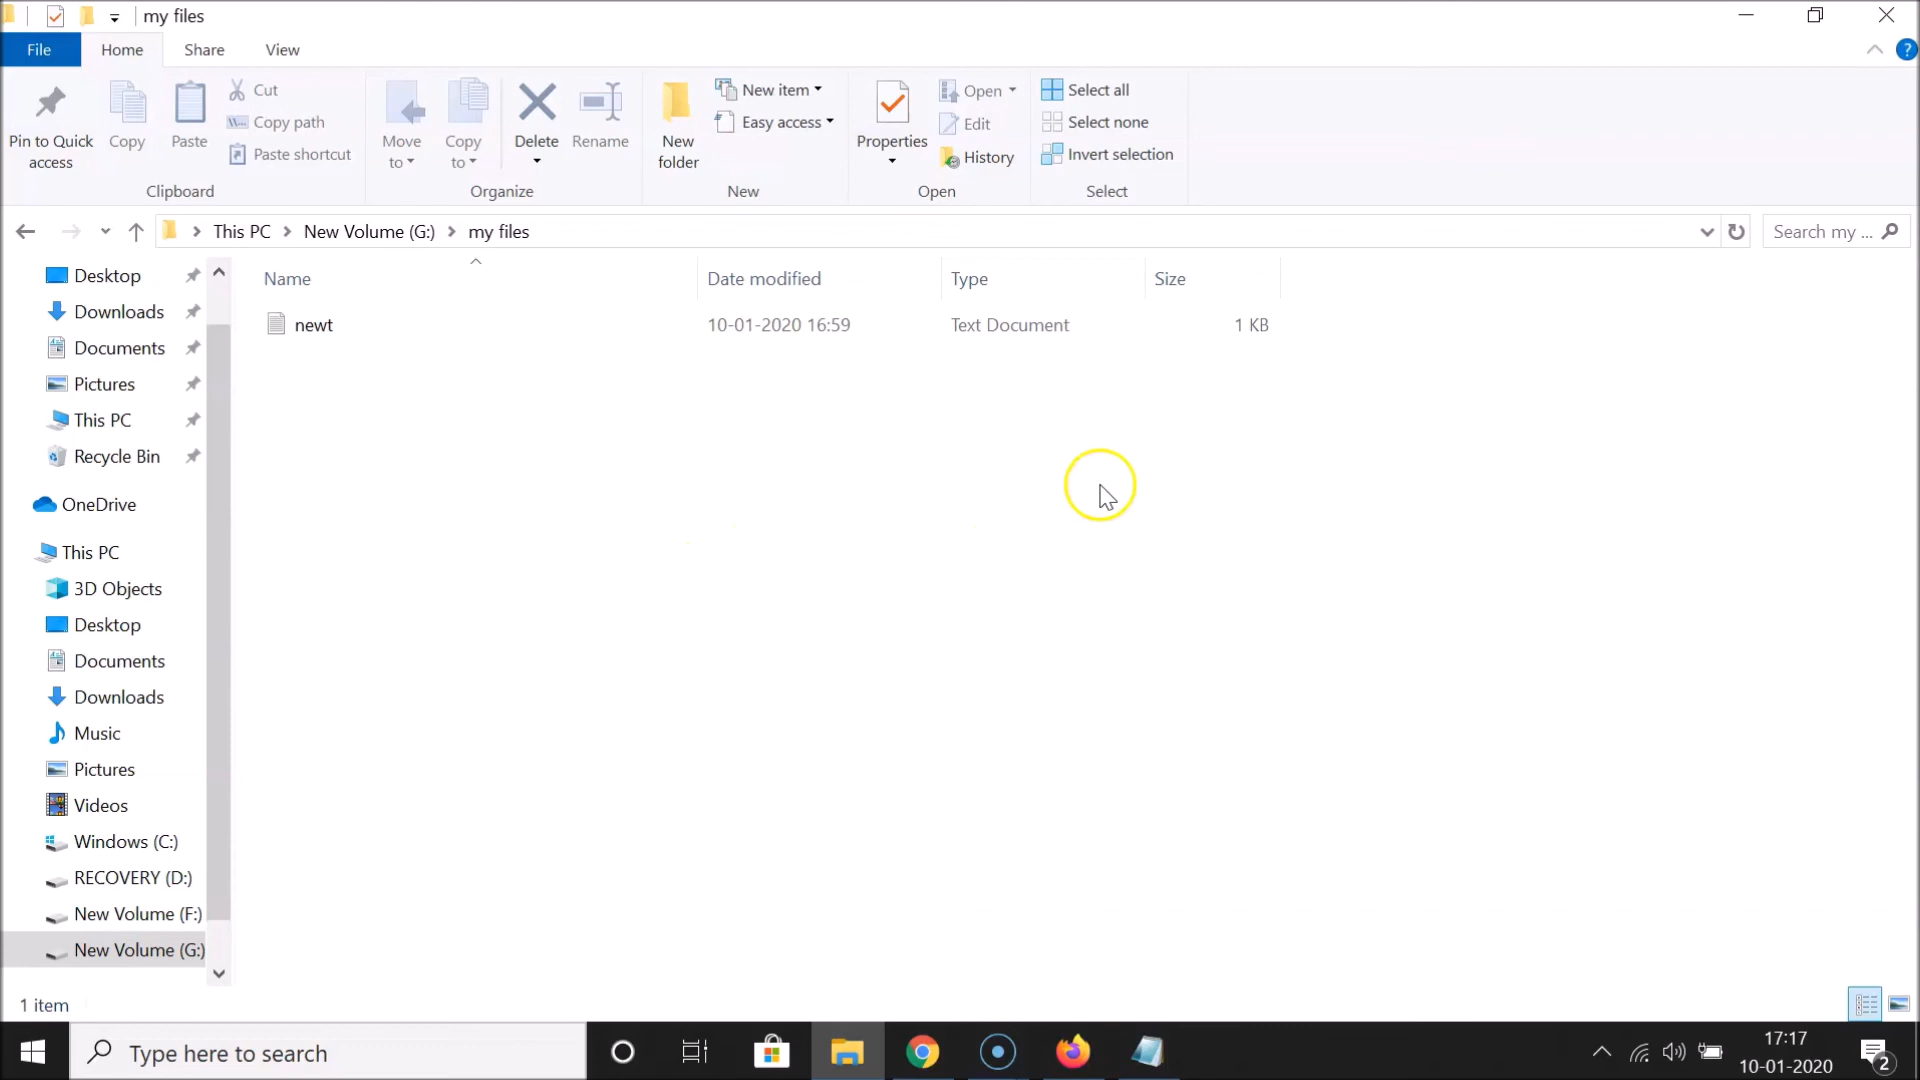 my files
File Home Share View
Pin to Quick access
Copy
Paste
Cut
Copy path
Paste shortcut
Clipboard
Move to
Copy to
Delete
Rename
Organize
New folder
New item
Easy access
New
Properties
Open
Edit
History
Open
Select all
Select none
Invert selection
Select
This PC New Volume (G:) my files
Search my ...
Name Date modified Type Size
newt 10-01-2020 16:59 Text Document 1 KB
Desktop
Downloads
Documents
Pictures
This PC
Recycle Bin
OneDrive
This PC
3D Objects
Desktop
Documents
Downloads
Music
Pictures
Videos
Windows (C:)
RECOVERY (D:)
New Volume (F:)
New Volume (G:)
1 item
Type here to search
17:17
10-01-2020
2